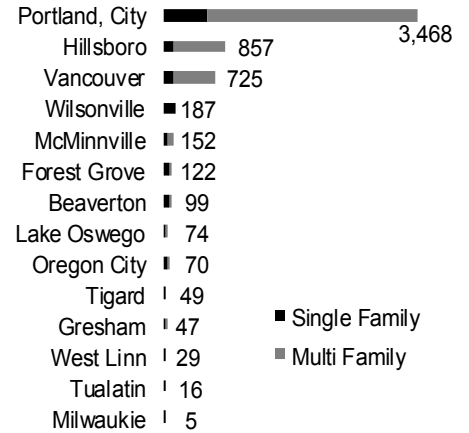 Portland, City 3,468
Hillsboro 857
Vancouver 725
Wilsonville 187
McMinnville 152
Forest Grove 122
Beaverton 99
Lake Oswego 74
Oregon City 70
Tigard 49
Gresham 47
West Linn 29
Tualatin 16
Milwaukie 5
Single Family
Multi Family